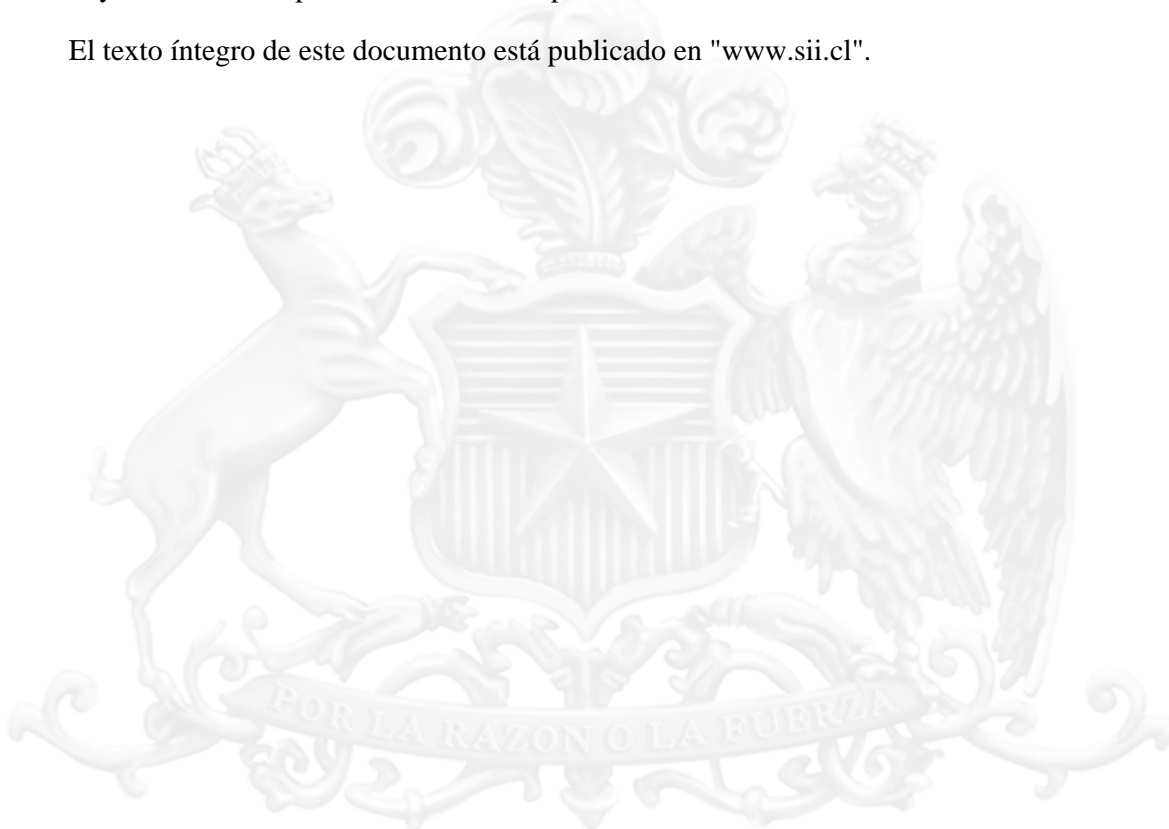 El texto íntegro de este documento está publicado en "www.sii.cl".
POR LA RAZON O LA FUERZA